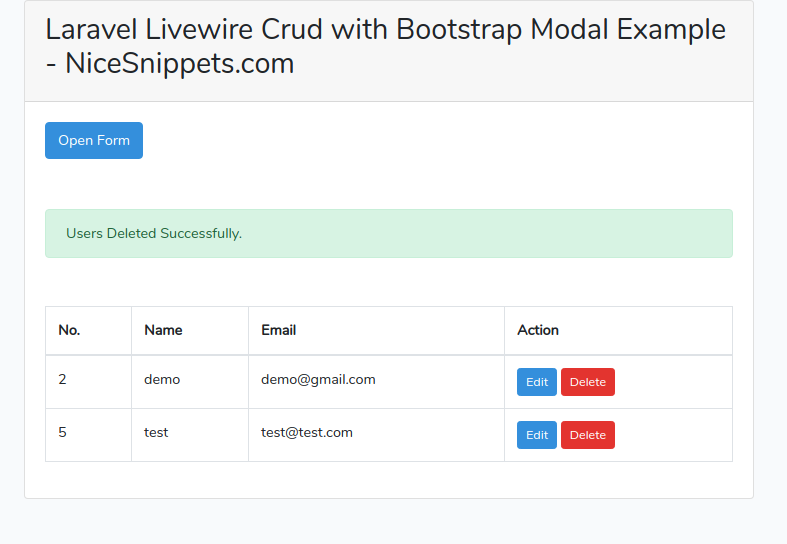 Laravel Livewire Crud with Bootstrap Modal Example
- NiceSnippets.com
Open Form
Users Deleted Successfully.
No. Name Email Action
2 demo demo@gmail.com Edit Delete
5 test test@test.com Edit Delete